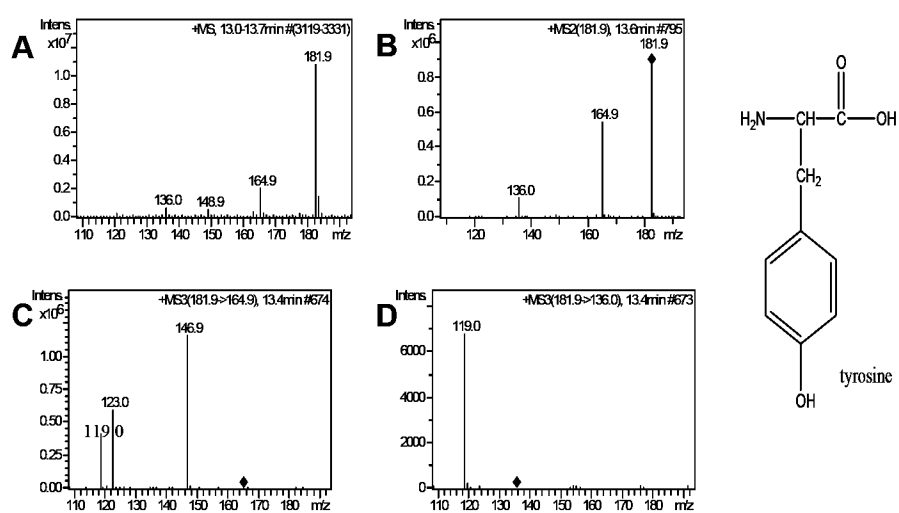 A
Intens.
x10⁷
+MS, 13.0-13.7min #(3119-3331)
181.9
1.0
0.8
0.6
0.4
0.2
0.0
136.0
148.9
164.9
110 120 130 140 150 160 170 180 m/z
B
Intens.
x10⁶
+MS2(181.9), 13.6min #795
181.9
0.8
0.6
0.4
0.2
0.0
164.9
136.0
120 140 160 180 m/z
C
Intens.
x10⁶
+MS3(181.9->164.9), 13.4min #674
146.9
1.00
0.75
0.50
0.25
0.00
123.0
119.0
110 120 130 140 150 160 170 180 190 m/z
D
Intens.
+MS3(181.9->136.0), 13.4min #673
119.0
6000
4000
2000
0
110 120 130 140 150 160 170 180 190 m/z
O
H₂N CH C OH
CH₂
tyrosine
OH